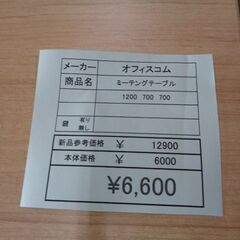 メーカー オフィスコム
商品名 ミーテングテーブル
1200 700 700
鍵 有り 無し
新品参考価格 ¥ 12900
本体価格 ¥ 6000
¥6,600